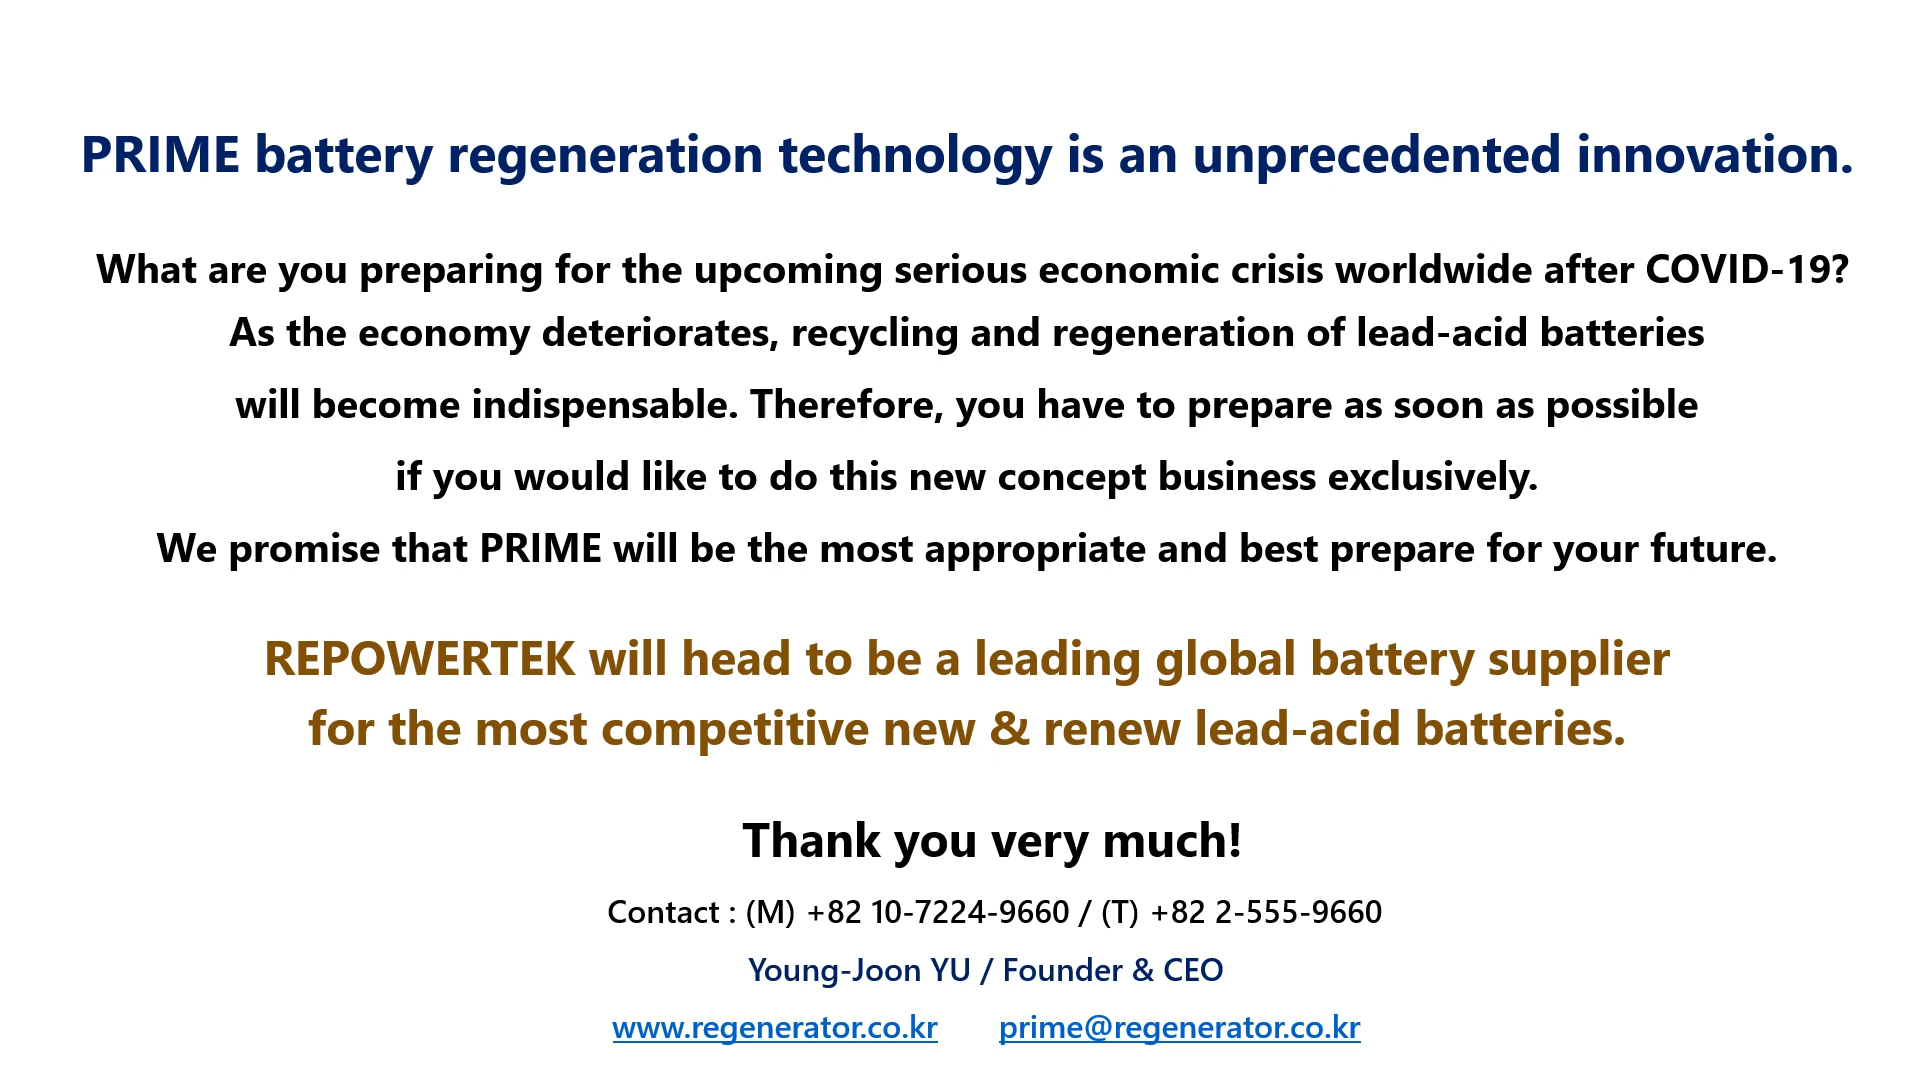 PRIME battery regeneration technology is an unprecedented innovation.
What are you preparing for the upcoming serious economic crisis worldwide after COVID-19?
As the economy deteriorates, recycling and regeneration of lead-acid batteries
will become indispensable. Therefore, you have to prepare as soon as possible
if you would like to do this new concept business exclusively.
We promise that PRIME will be the most appropriate and best prepare for your future.
REPOWERTEK will head to be a leading global battery supplier
for the most competitive new & renew lead-acid batteries.
Thank you very much!
Contact : (M) +82 10-7224-9660 / (T) +82 2-555-9660
Young-Joon YU / Founder & CEO
www.regenerator.co.kr prime@regenerator.co.kr